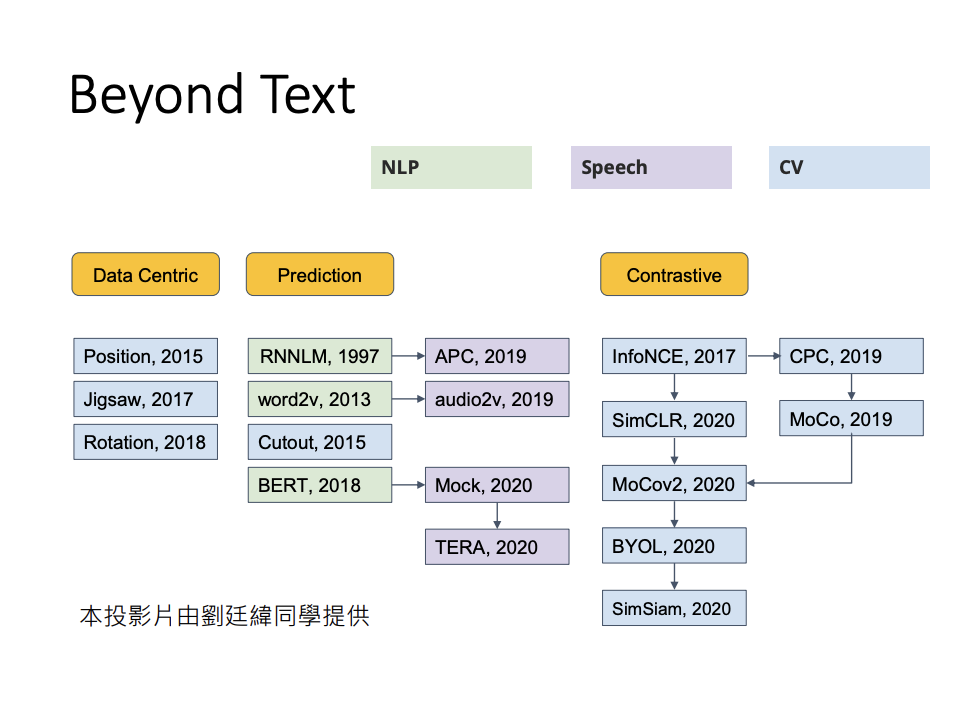 Beyond Text
NLP
Speech
CV
Data Centric
Position, 2015
Jigsaw, 2017
Rotation, 2018
Prediction
RNNLM, 1997
APC, 2019
word2v, 2013
audio2v, 2019
Cutout, 2015
BERT, 2018
Mock, 2020
TERA, 2020
Contrastive
InfoNCE, 2017
CPC, 2019
SimCLR, 2020
MoCo, 2019
MoCov2, 2020
BYOL, 2020
SimSiam, 2020
本投影片由劉廷緯同學提供